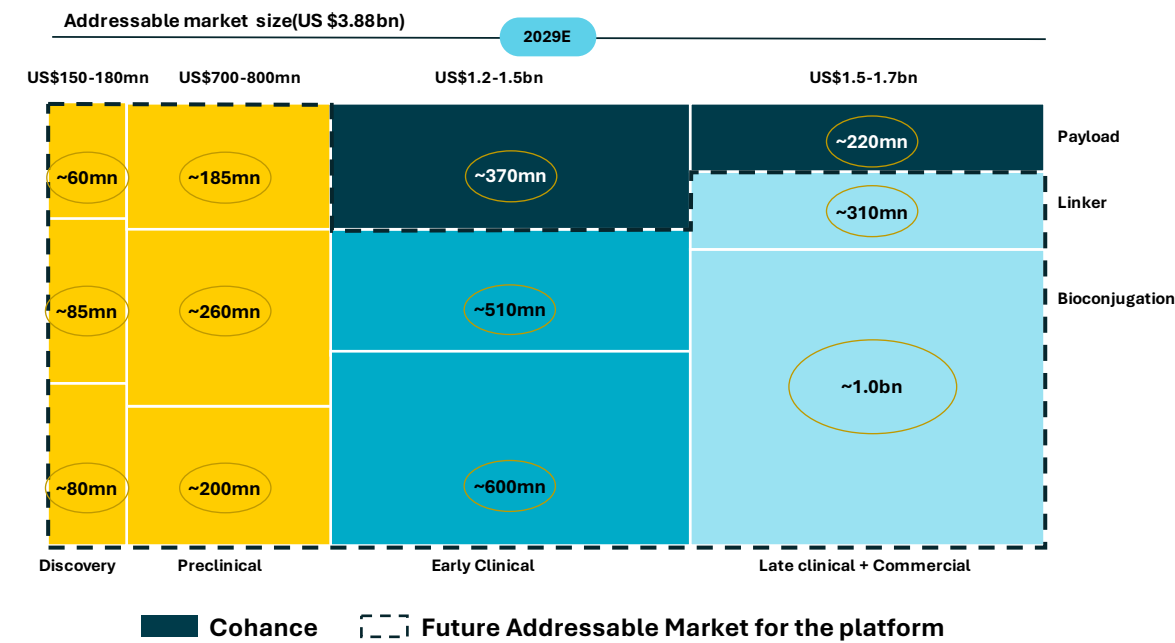 Addressable market size(US $3.88bn)
2029E
US$150-180mn US$700-800mn US$1.2-1.5bn US$1.5-1.7bn
~220mn Payload
~60mn ~185mn ~370mn
~310mn Linker
~85mn ~260mn ~510mn Bioconjugation
~1.0bn
~80mn ~200mn ~600mn
Discovery Preclinical Early Clinical Late clinical + Commercial
Cohance Future Addressable Market for the platform